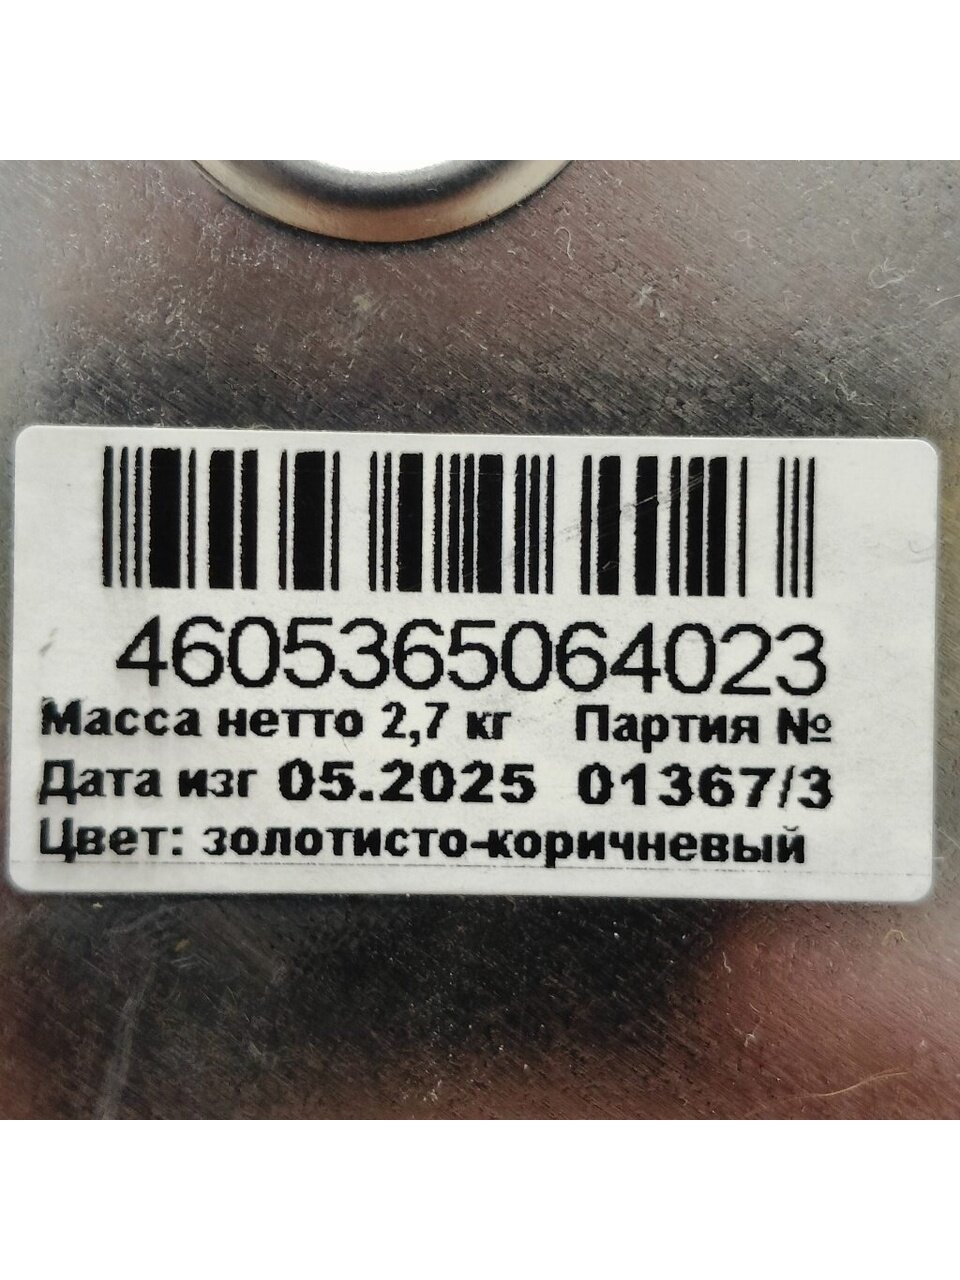 4605365064023
Масса нетто 2,7 кг Партия №
Дата изг 05.2025 01367/3
Цвет: золотисто-коричневый